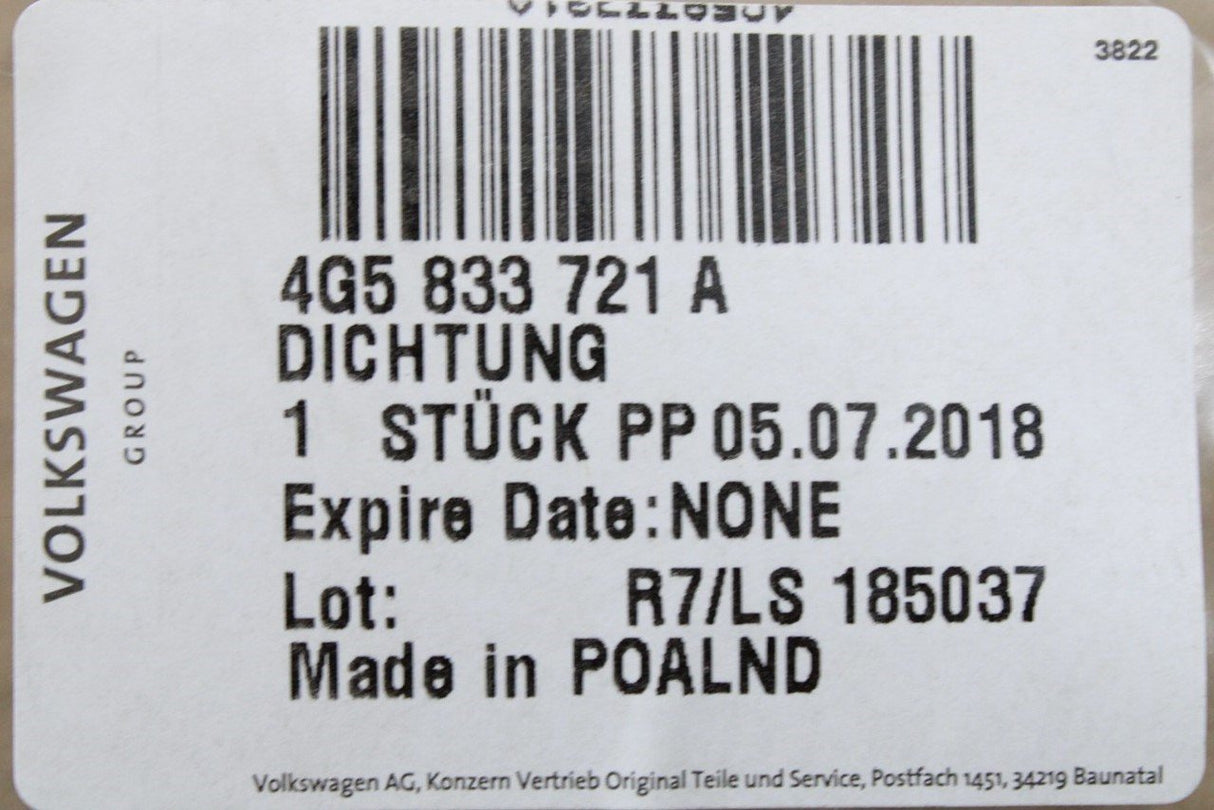 3822
4G5 833 721 A
DICHTUNG
1 STÜCK PP 05.07.2018
Expire Date:NONE
Lot: R7/LS 185037
Made in POALND
VOLKSWAGEN
GROUP
Volkswagen AG, Konzern Vertrieb Original Teile und Service, Postfach 1451, 34219 Baunatal